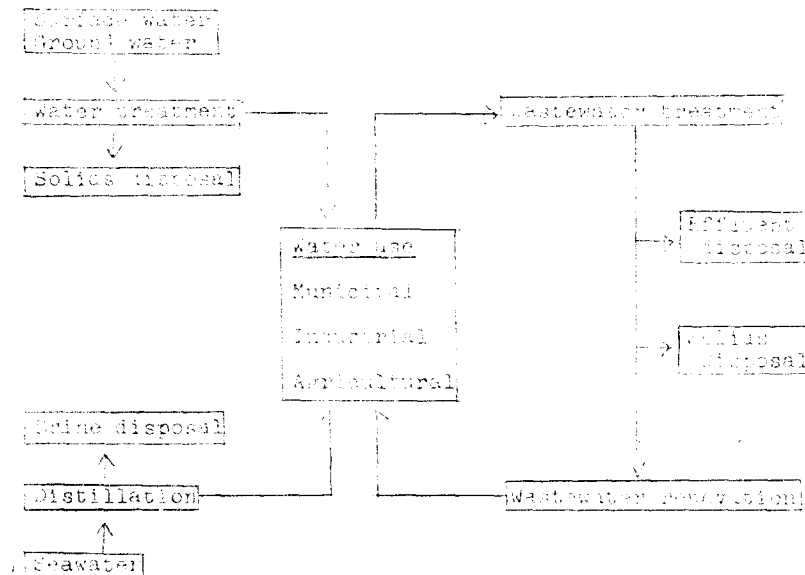 Surface water
Ground water
Water treatment
Wastewater treatment
Solids disposal
Water use
Effluent
disposal
Municipal
Industrial
Solids
disposal
Agricultural
Brine disposal
Distillation
Wastewater renovation
Seawater